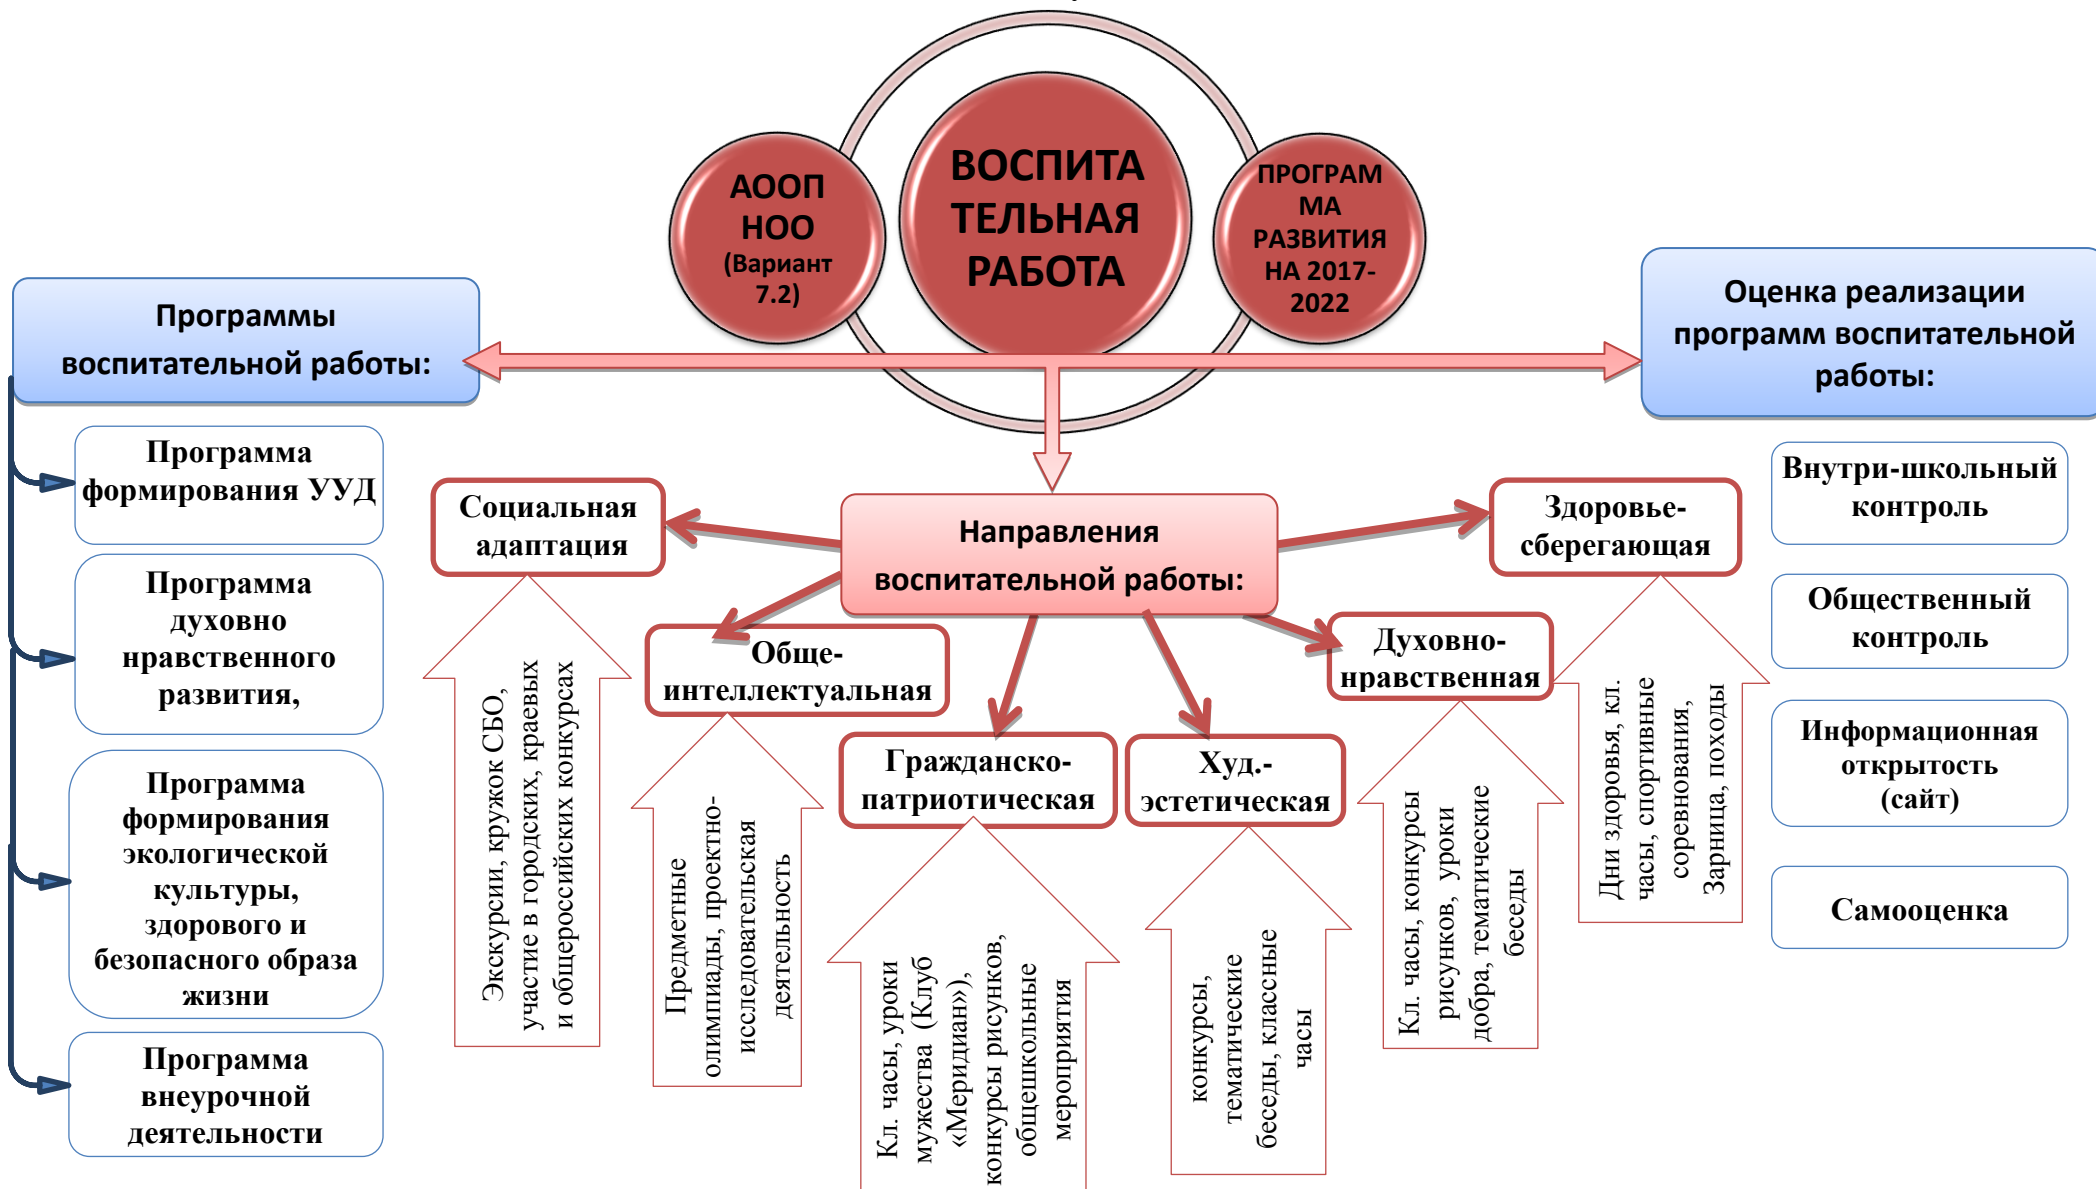 АООП
НОО
(Вариант
7.2)
ВОСПИТА
ТЕЛЬНАЯ
РАБОТА
ПРОГРАМ
МА
РАЗВИТИЯ
НА 2017-
2022
Программы
воспитательной работы:
Программа
формирования УУД
Программа
духовно
нравственного
развития,
Программа
формирования
экологической
культуры,
здорового и
безопасного образа
жизни
Программа
внеурочной
деятельности
Направления
воспитательной работы:
Социальная
адаптация
Экскурсии, кружок СБО,
участие в городских, краевых
и общероссийских конкурсах
Обще-
интеллектуальная
Предметные
олимпиады, проектно-
исследовательская
деятельность
Гражданско-
патриотическая
Кл. часы, уроки
мужества (Клуб
«Меридиан»),
конкурсы рисунков,
общешкольные
мероприятия
Худ.-
эстетическая
конкурсы,
тематические
беседы, классные
часы
Духовно-
нравственная
Кл. часы, конкурсы
рисунков, уроки
добра, тематические
беседы
Здоровье-
сберегающая
Дни здоровья, кл.
часы, спортивные
соревнования,
Зарница, походы
Оценка реализации
программ воспитательной
работы:
Внутри-школьный
контроль
Общественный
контроль
Информационная
открытость
(сайт)
Самооценка